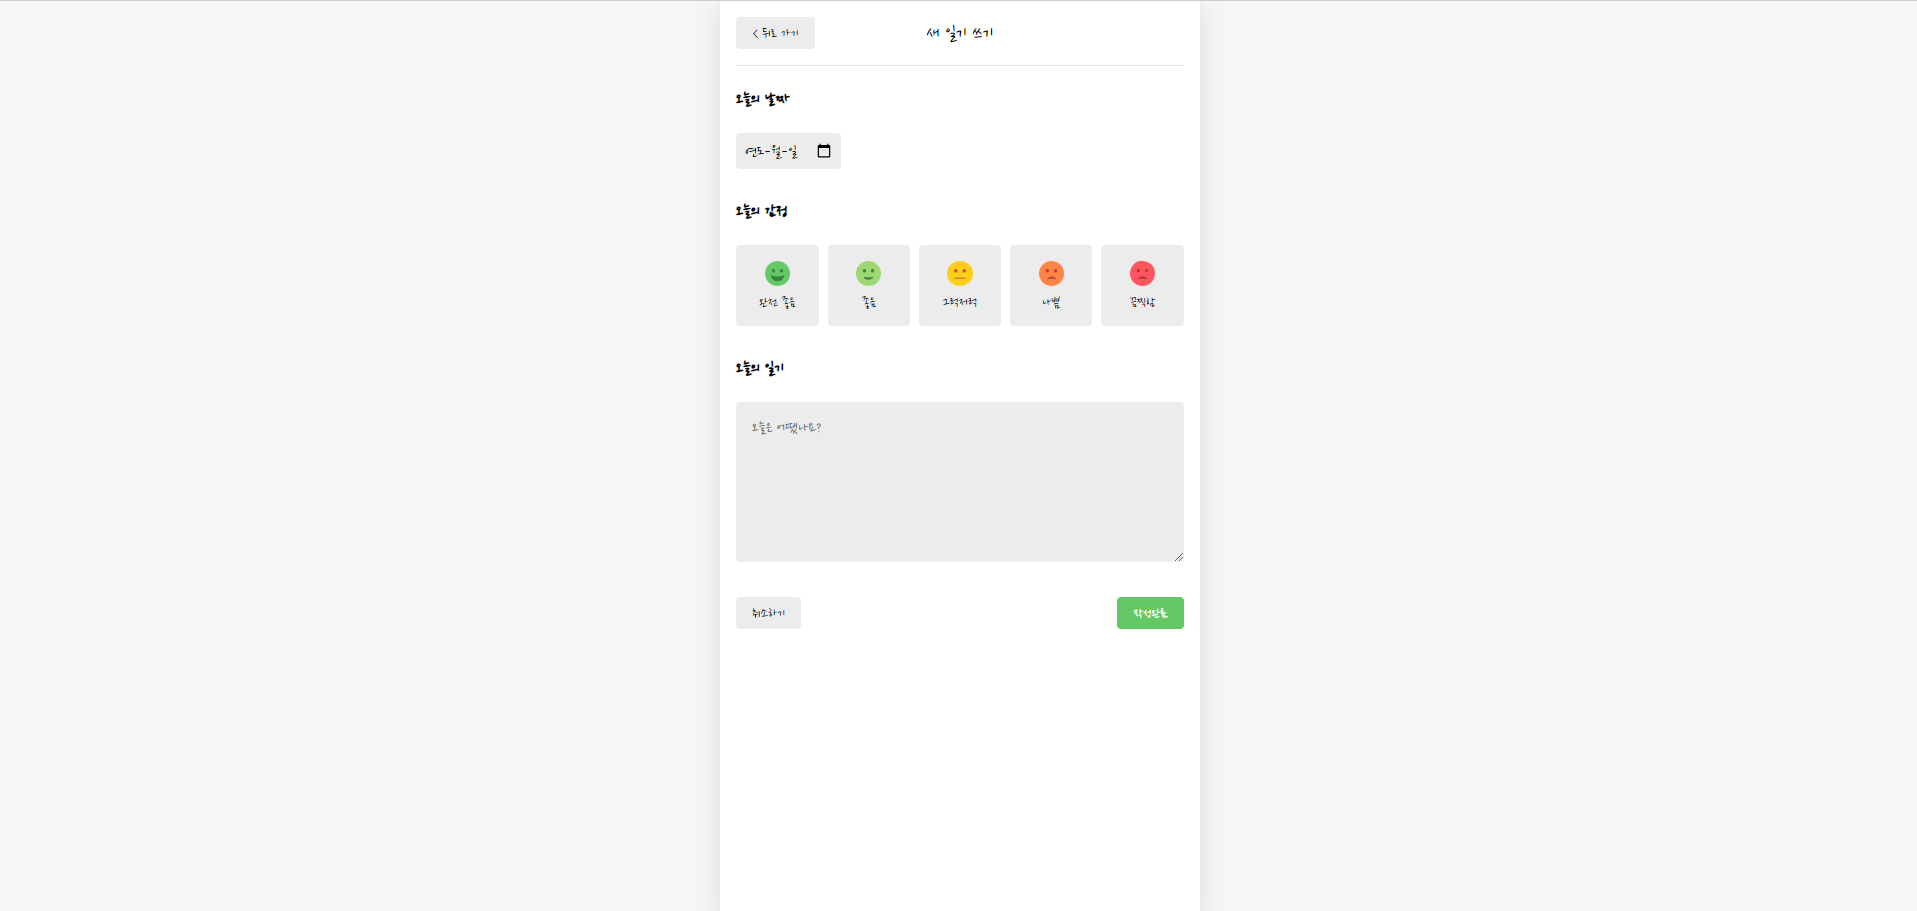 < 뒤로 가기
새 일기 쓰기
오늘의 날짜
연도-월-일
오늘의 감정
완전 좋음
좋음
그럭저럭
나쁨
끔찍함
오늘의 일기
오늘은 어땠나요?
취소하기
작성완료